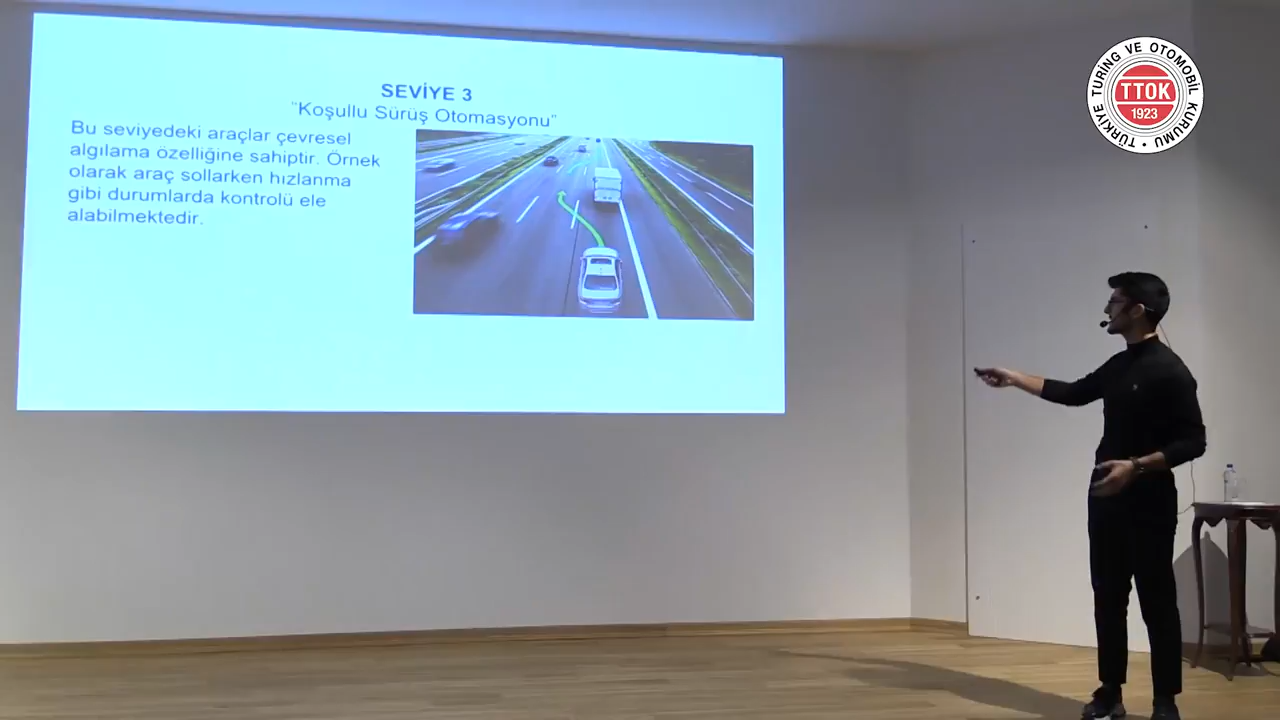 SEVİYE 3
"Koşullu Sürüş Otomasyonu"
Bu seviyedeki araçlar çevresel
algılama özelliğine sahiptir. Örnek
olarak araç sollarken hızlanma
gibi durumlarda kontrolü ele
alabilmektedir.
TÜRKİYE TURİNG VE OTOMOBİL KURUMU
TTOK
1923